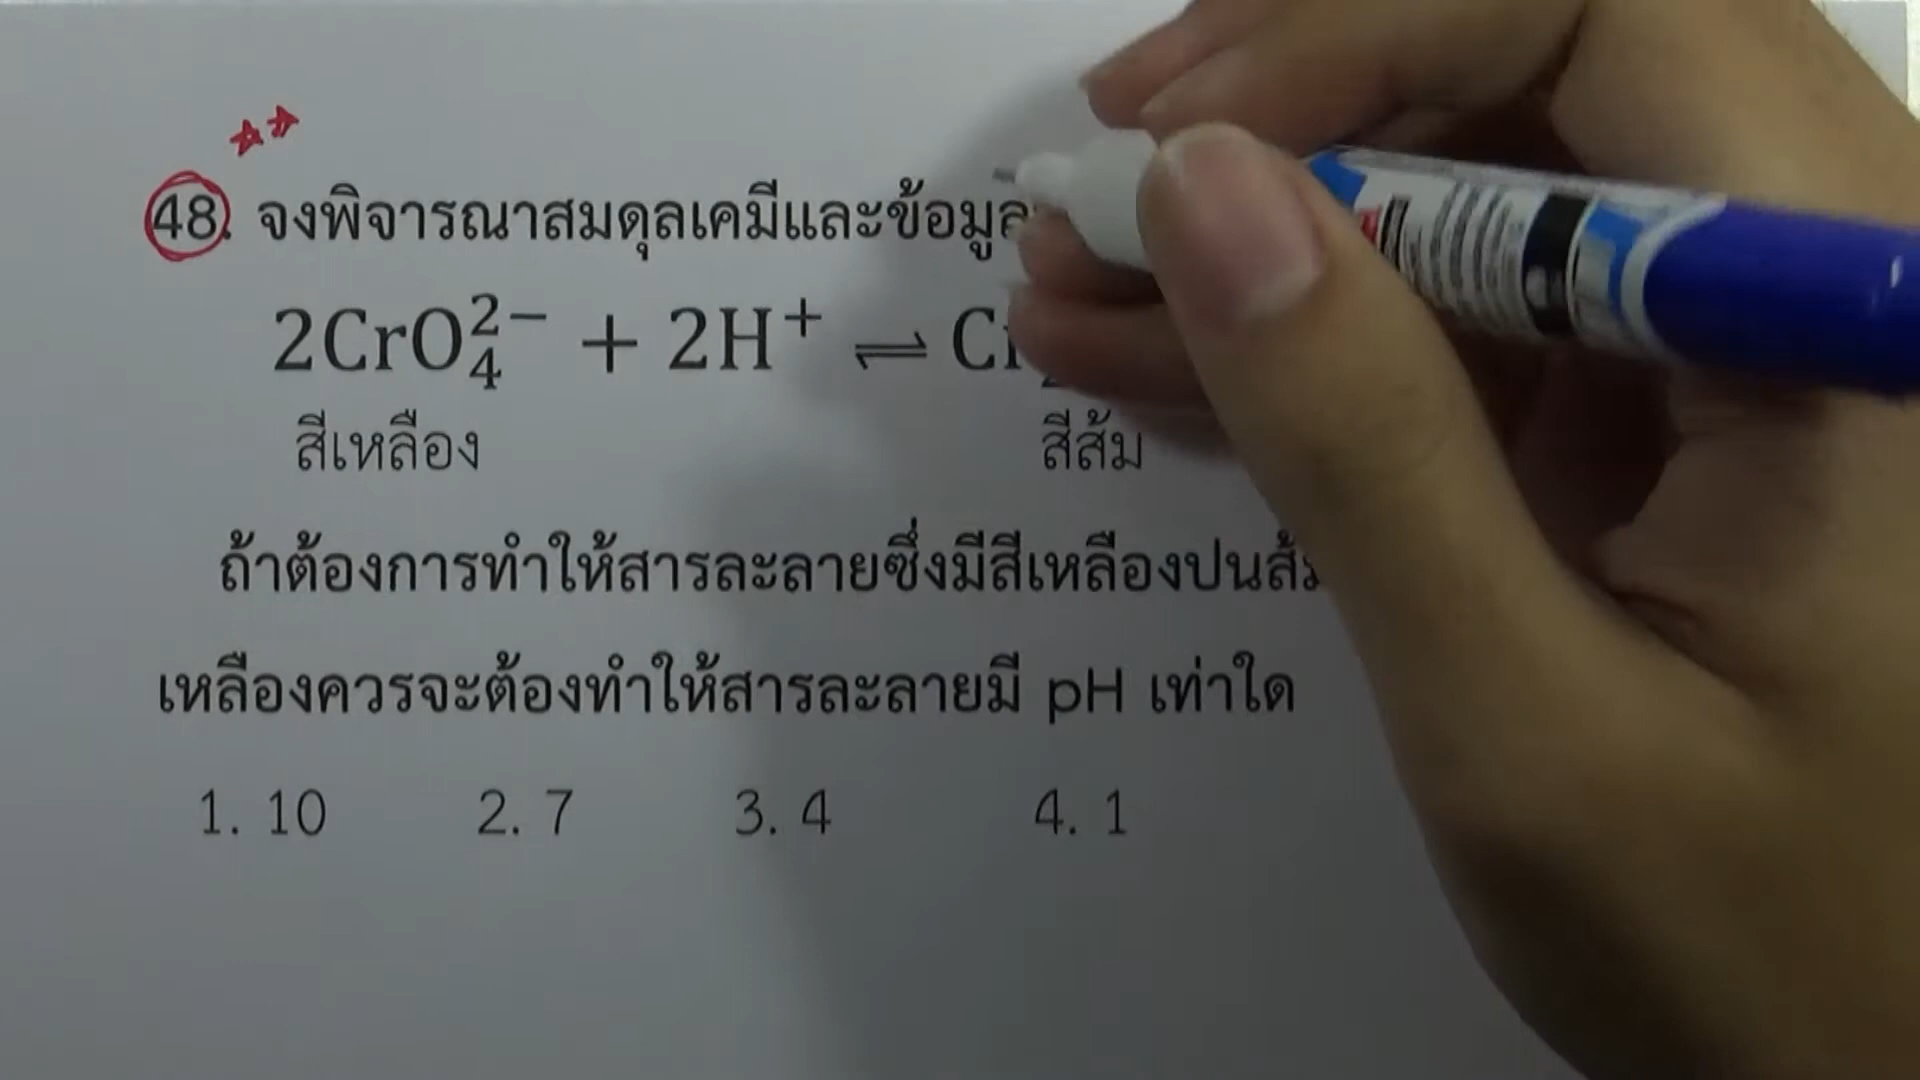 48. จงพิจารณาสมดุลเคมีและข้อมูล
2CrO₄²⁻ + 2H⁺ ⇌
สีเหลือง สีส้ม
ถ้าต้องการทำให้สารละลายซึ่งมีสีเหลืองปนส้ม
เหลืองควรจะต้องทำให้สารละลายมี pH เท่าใด
1. 10 2. 7 3. 4 4. 1